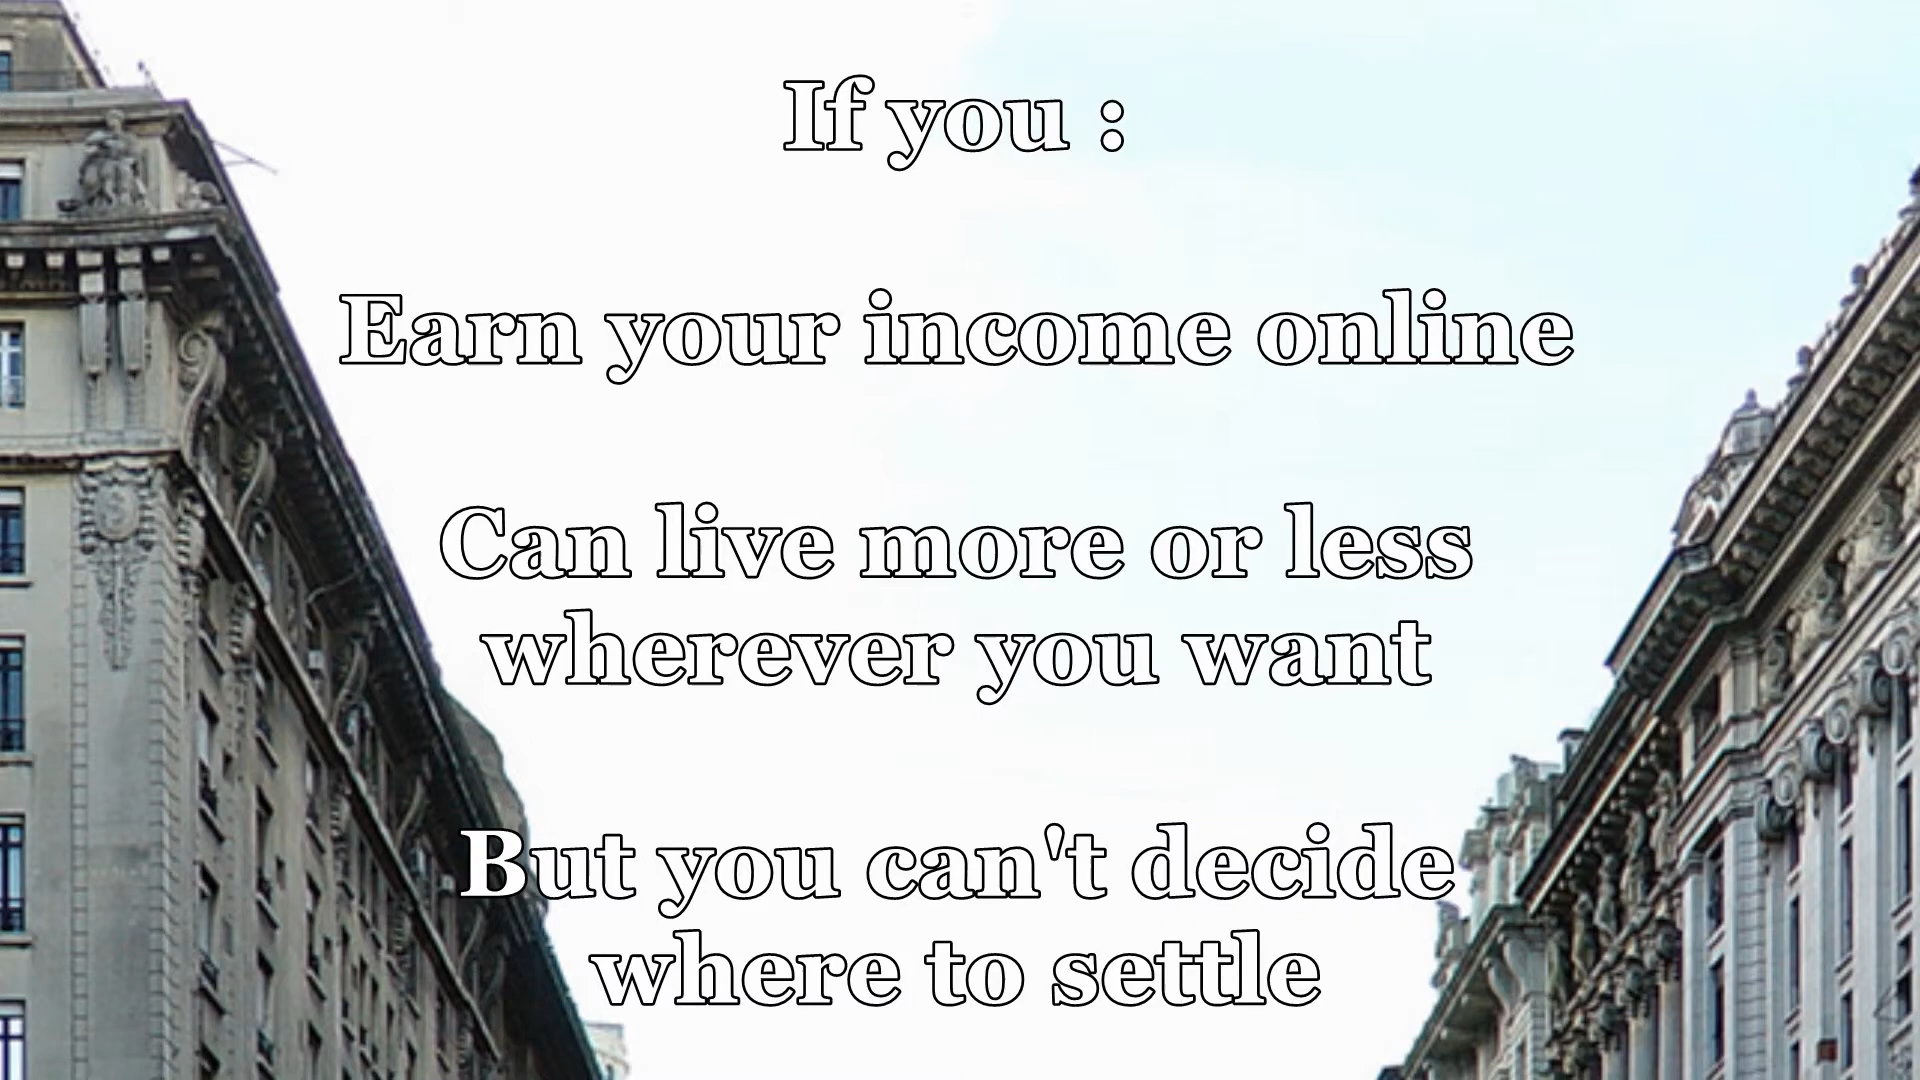 If you :
Earn your income online
Can live more or less
wherever you want
But you can't decide
where to settle